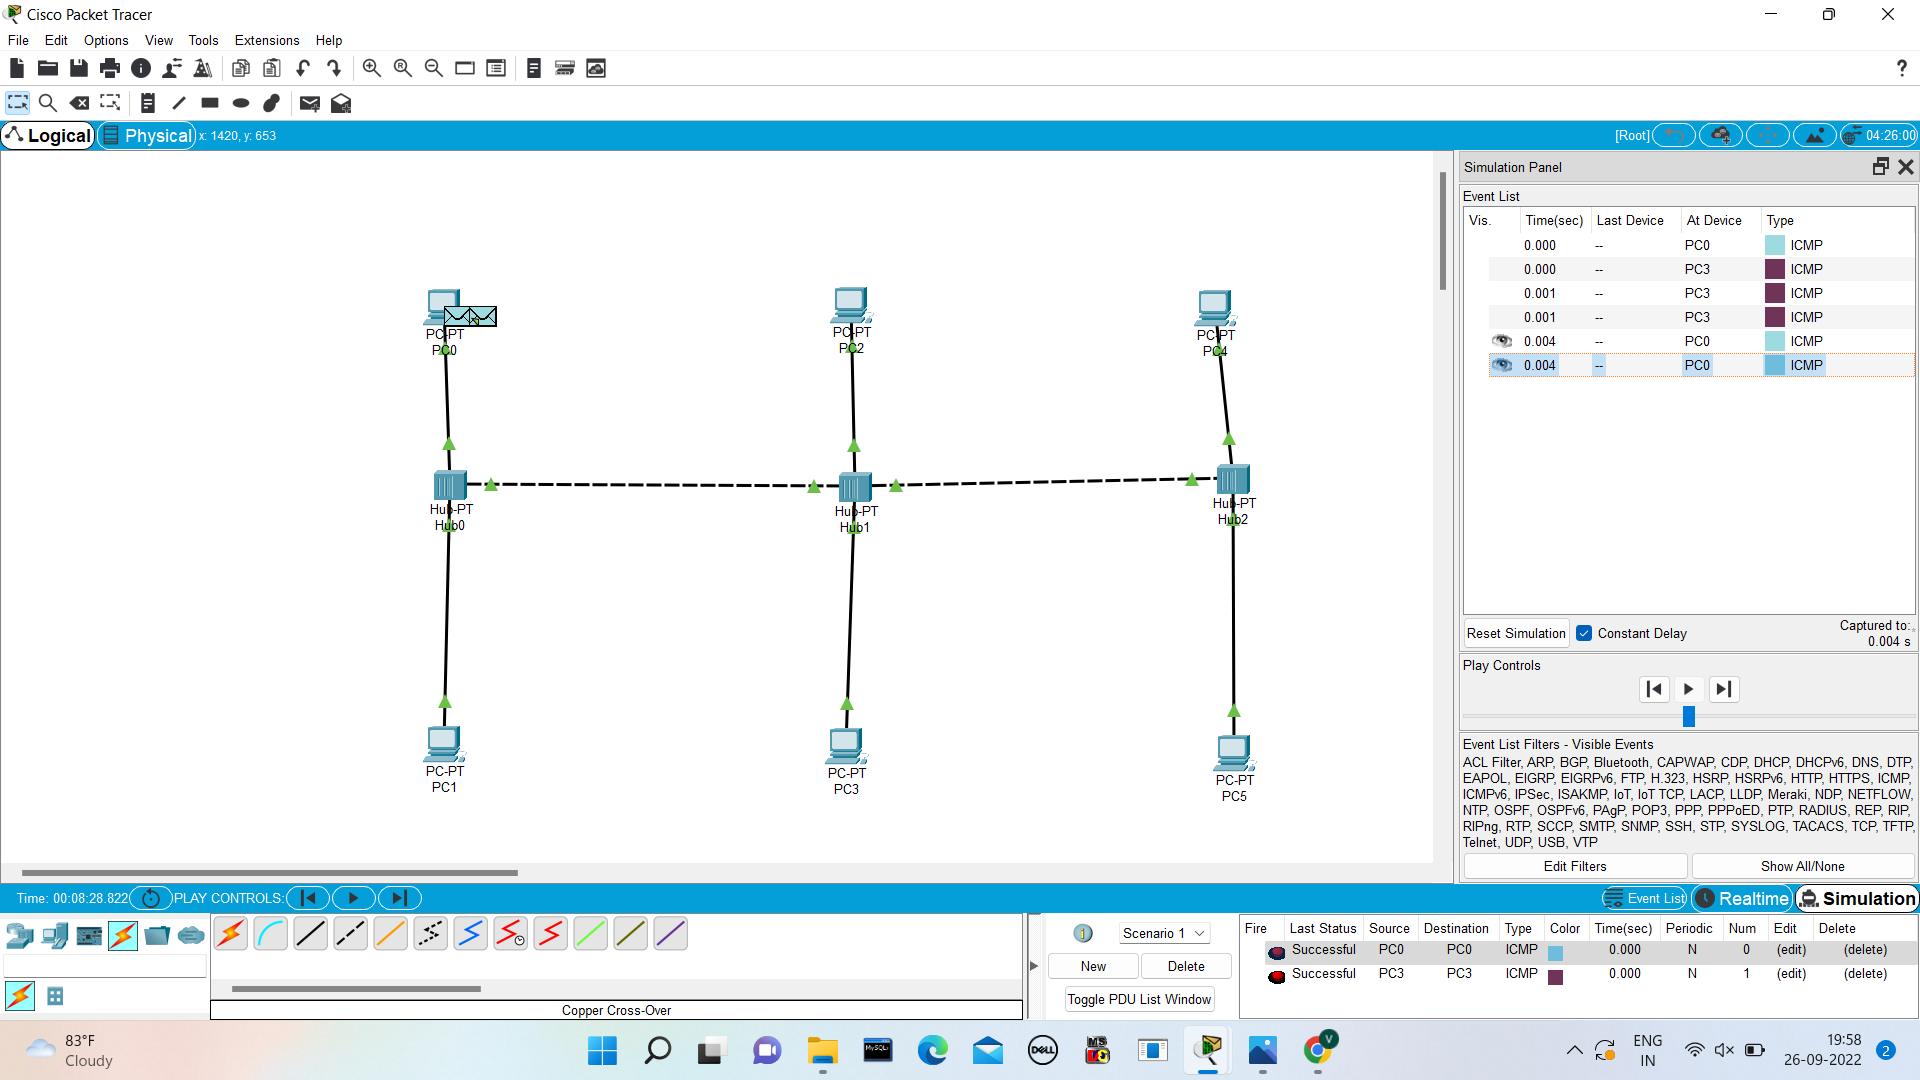 Cisco Packet Tracer
File Edit Options View Tools Extensions Help
?
Logical Physical x: 1420, y: 653 [Root] 04:26:00
Simulation Panel
Event List
Vis. Time(sec) Last Device At Device Type
0.000 -- PC0 ICMP
0.000 -- PC3 ICMP
0.001 -- PC3 ICMP
0.001 -- PC3 ICMP
0.004 -- PC0 ICMP
0.004 -- PC0 ICMP
PC-PT
PC0
PC-PT
PC2
PC-PT
PC4
Hub-PT
Hub0
Hub-PT
Hub1
Hub-PT
Hub2
PC-PT
PC1
PC-PT
PC3
PC-PT
PC5
Reset Simulation Constant Delay Captured to:
0.004 s
Play Controls
Event List Filters - Visible Events
ACL Filter, ARP, BGP, Bluetooth, CAPWAP, CDP, DHCP, DHCPv6, DNS, DTP,
EAPOL, EIGRP, EIGRPv6, FTP, H.323, HSRP, HSRPv6, HTTP, HTTPS, ICMP,
ICMPv6, IPSec, ISAKMP, IoT, IoT TCP, LACP, LLDP, Meraki, NDP, NETFLOW,
NTP, OSPF, OSPFv6, PAgP, POP3, PPP, PPPoED, PTP, RADIUS, REP, RIP,
RIPng, RTP, SCCP, SMTP, SNMP, SSH, STP, SYSLOG, TACACS, TCP, TFTP,
Telnet, UDP, USB, VTP
Edit Filters Show All/None
Time: 00:08:28.822 PLAY CONTROLS: Event List Realtime Simulation
Scenario 1
New Delete
Toggle PDU List Window
Fire Last Status Source Destination Type Color Time(sec) Periodic Num Edit Delete
Successful PC0 PC0 ICMP 0.000 N 0 (edit) (delete)
Successful PC3 PC3 ICMP 0.000 N 1 (edit) (delete)
Copper Cross-Over
83°F
Cloudy
MySQL
DELL
MS
V
ENG
IN
19:58
26-09-2022
2